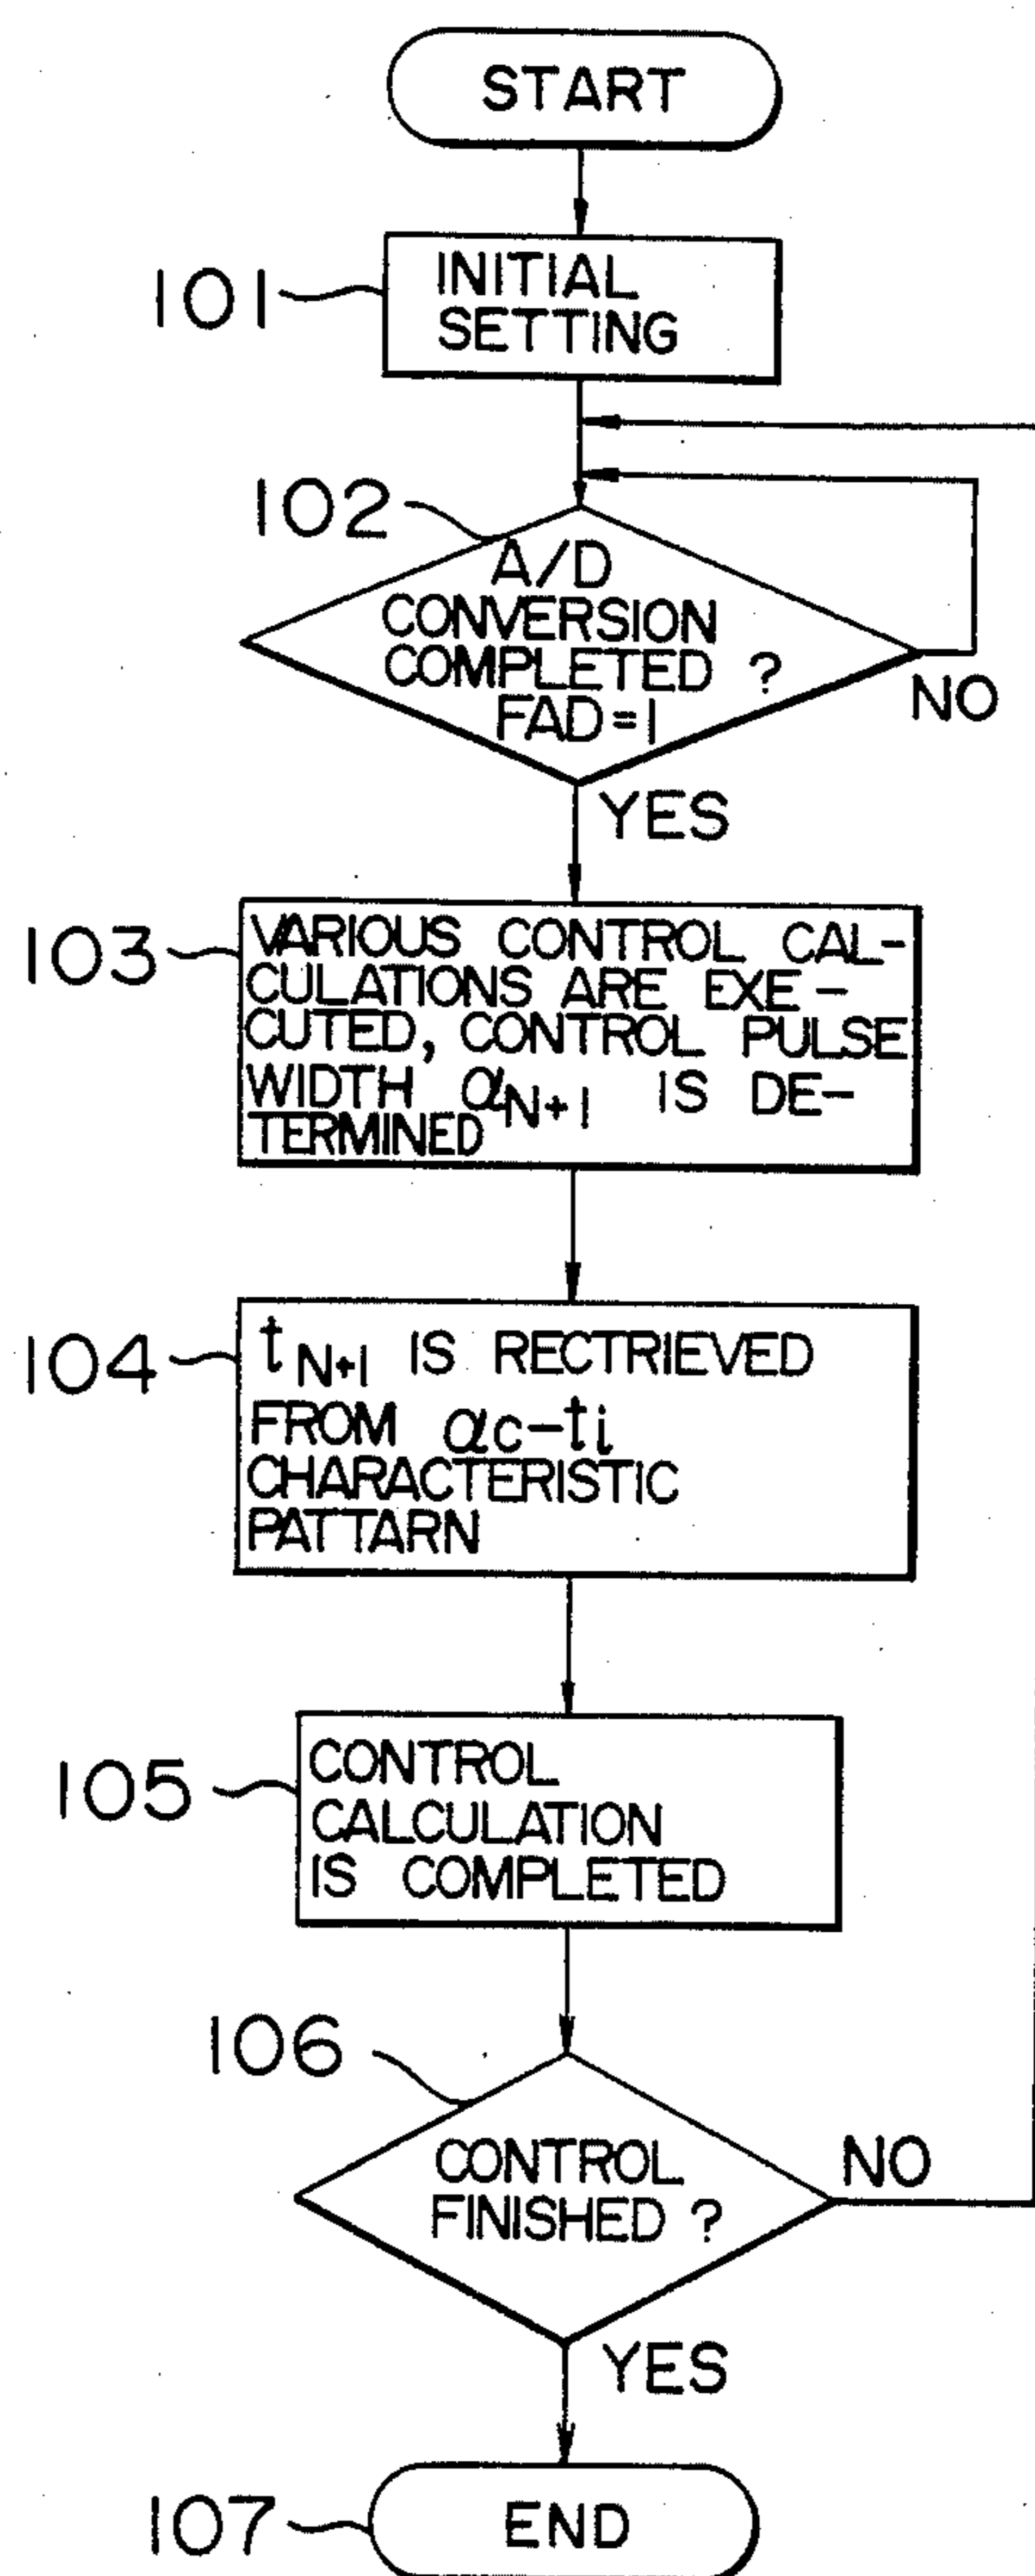 START
101
INITIAL
SETTING
102
A/D
CONVERSION
COMPLETED ?
FAD=1
NO
YES
103
VARIOUS CONTROL CAL-
CULATIONS ARE EXE-
CUTED, CONTROL PULSE
WIDTH αN+1 IS DE-
TERMINED
104
tN+1 IS RECTRIEVED
FROM αc-ti
CHARACTERISTIC
PATTARN
105
CONTROL
CALCULATION
IS COMPLETED
106
CONTROL
FINISHED ?
NO
YES
107
END